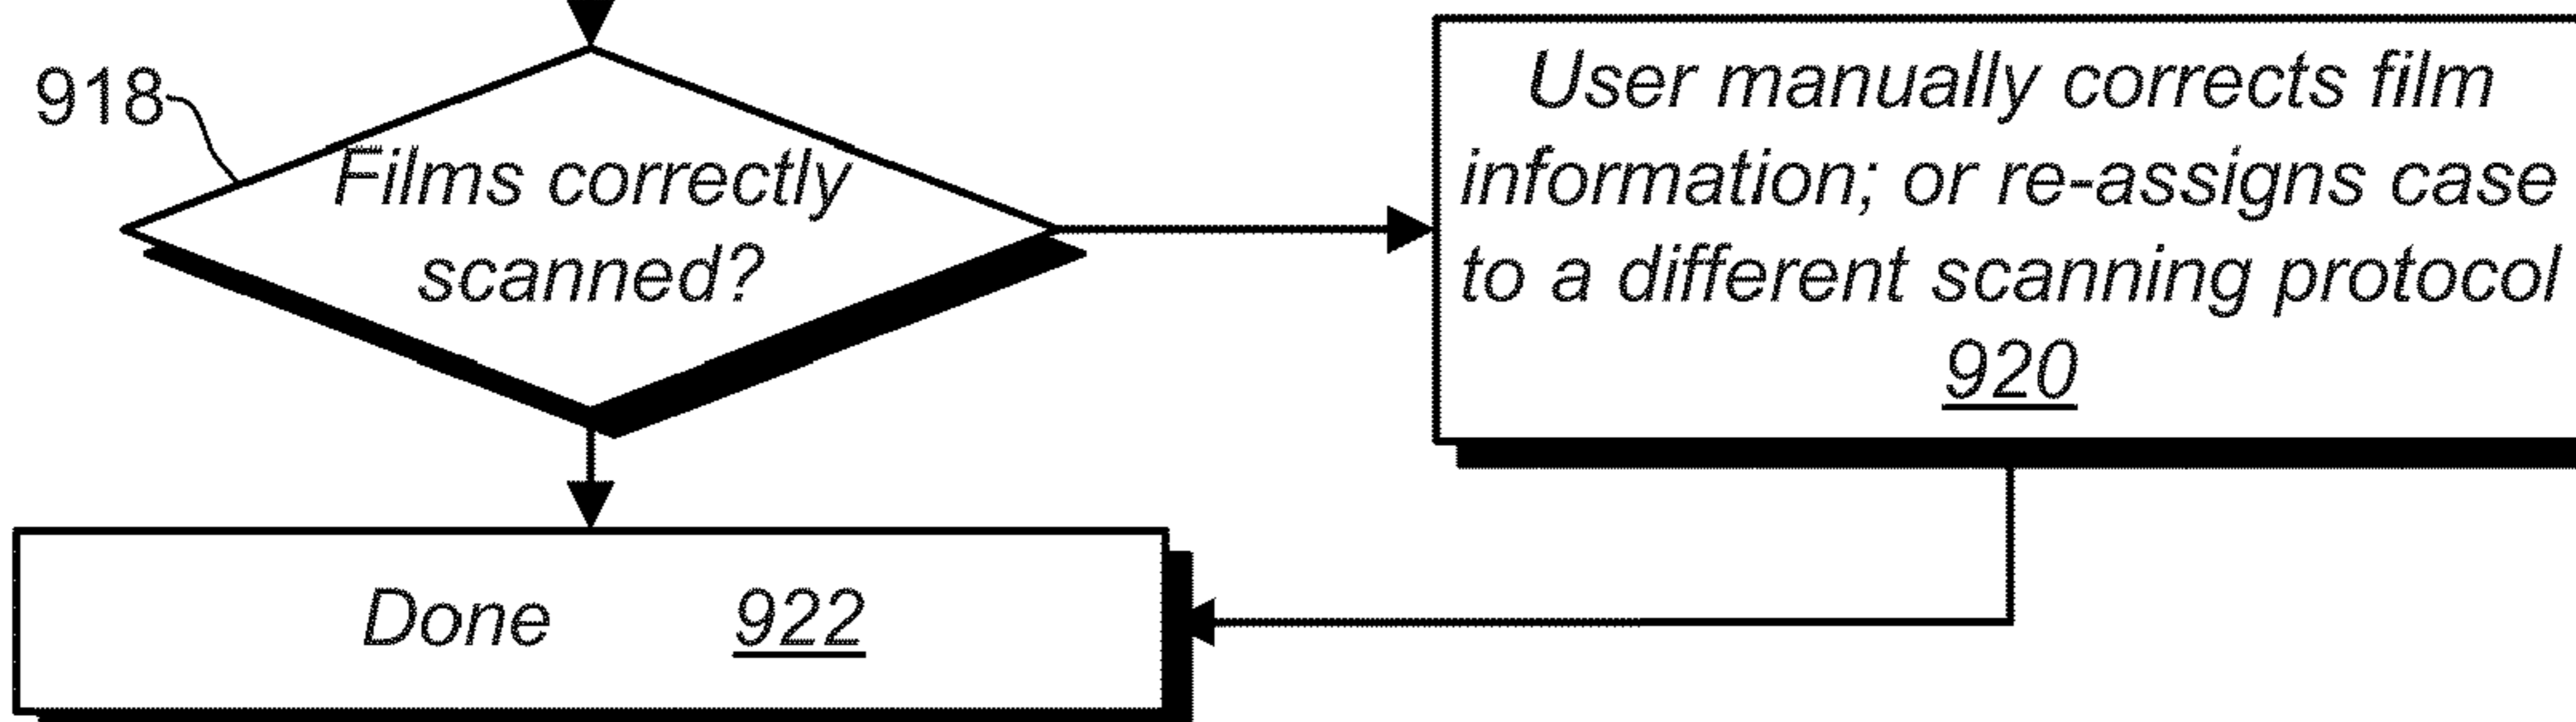 918
Films correctly
scanned?
User manually corrects film
information; or re-assigns case
to a different scanning protocol
920
Done 922